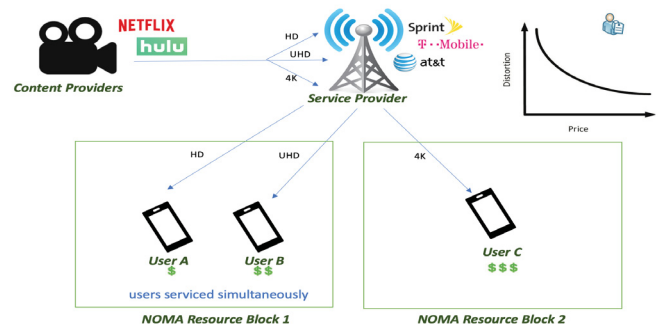 NETFLIX
hulu
Content Providers
HD
UHD
4K
Sprint
T··Mobile·
at&t
Service Provider
Distortion
Price
HD
UHD
4K
User A
$
User B
$$
users serviced simultaneously
NOMA Resource Block 1
User C
$$$
NOMA Resource Block 2